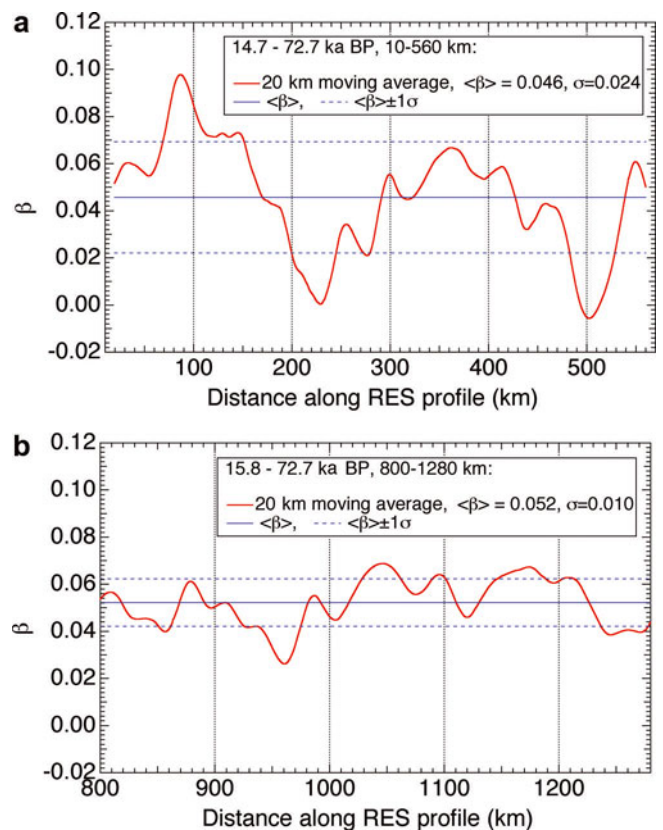 a
14.7 - 72.7 ka BP, 10-560 km:
20 km moving average, <β> = 0.046, σ=0.024
<β>, <β>±1σ
0.12
0.10
0.08
0.06
0.04
0.02
0.00
-0.02
β
100 200 300 400 500
Distance along RES profile (km)
b
15.8 - 72.7 ka BP, 800-1280 km:
20 km moving average, <β> = 0.052, σ=0.010
<β>, <β>±1σ
0.12
0.10
0.08
0.06
0.04
0.02
0.00
-0.02
β
800 900 1000 1100 1200
Distance along RES profile (km)